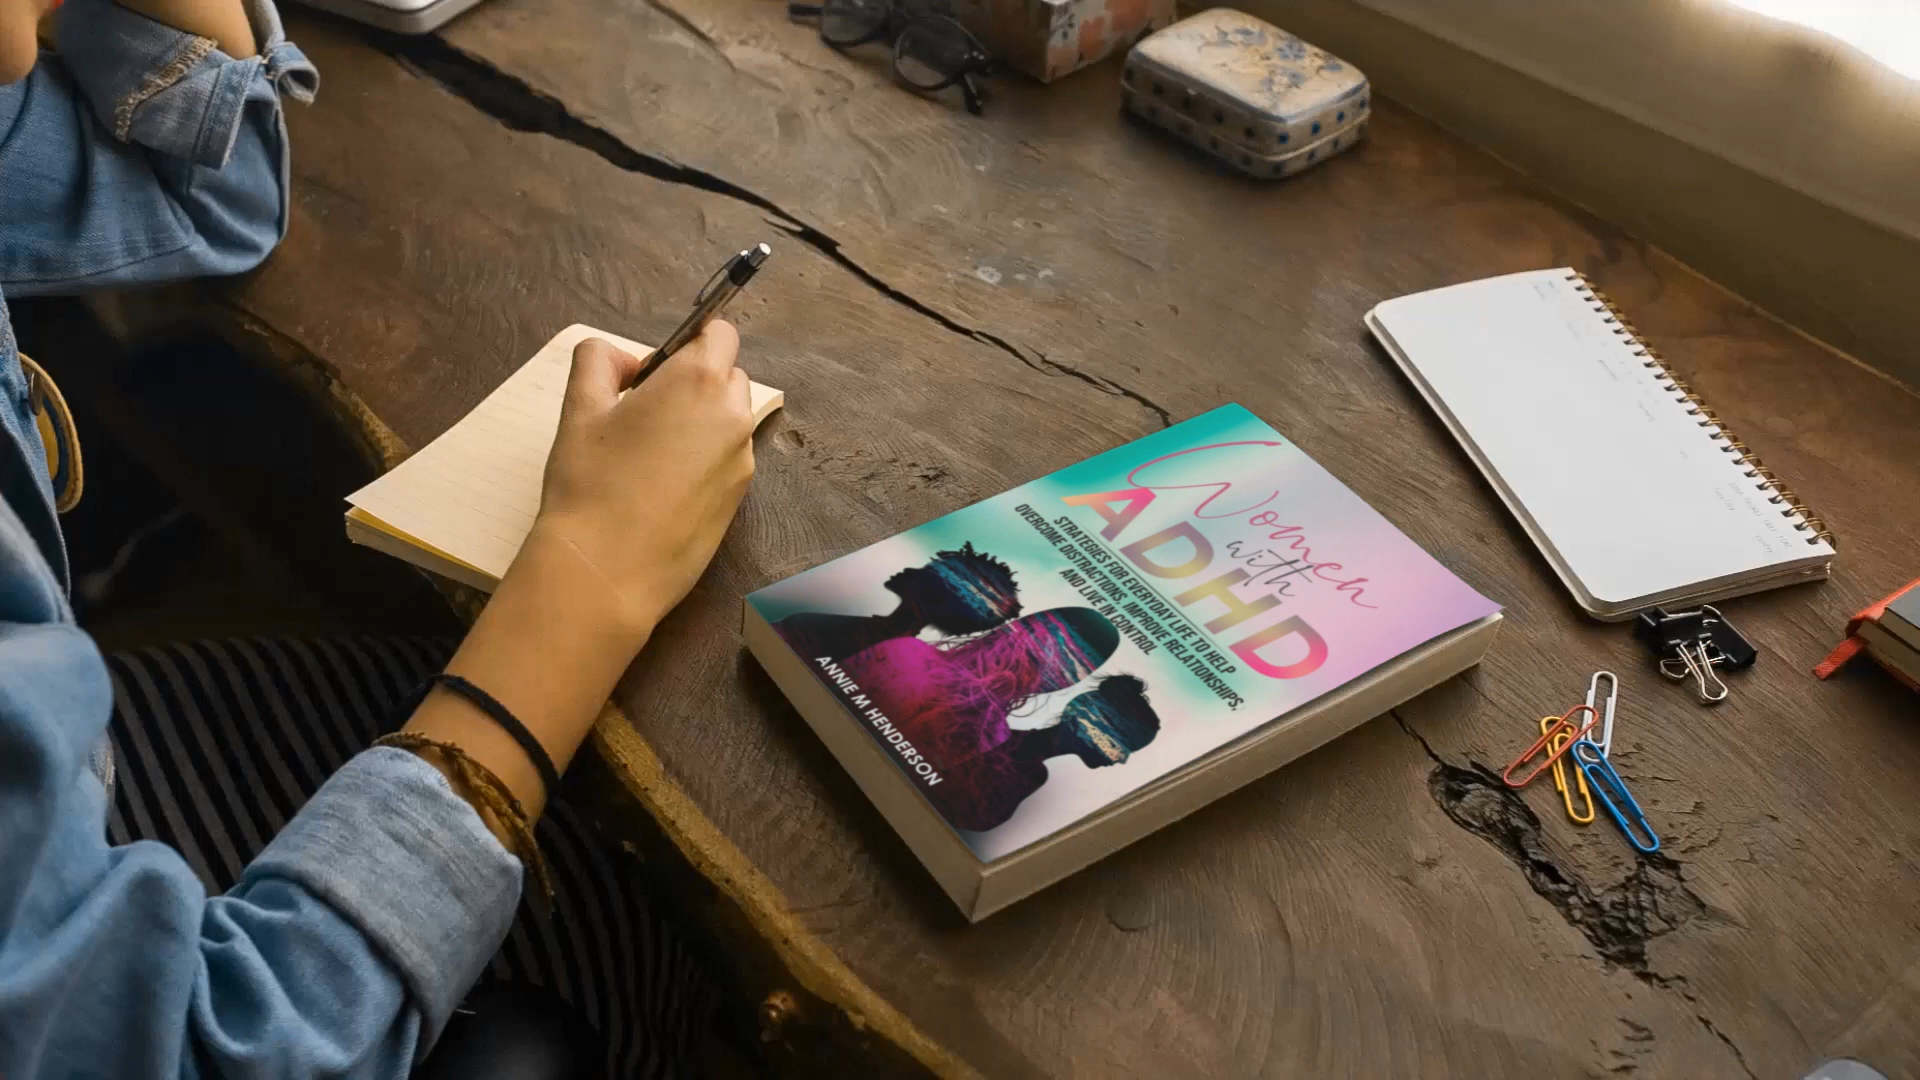 Women
with
ADHD
STRATEGIES FOR EVERYDAY LIFE TO HELP
OVERCOME DISTRACTIONS, IMPROVE RELATIONSHIPS,
AND LIVE IN CONTROL
ANNIE M HENDERSON